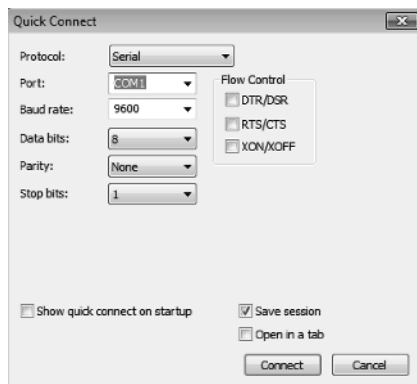 Quick Connect
Protocol: Serial
Port: COM1
Baud rate: 9600
Data bits: 8
Parity: None
Stop bits: 1
Flow Control
DTR/DSR
RTS/CTS
XON/XOFF
Show quick connect on startup
Save session
Open in a tab
Connect Cancel